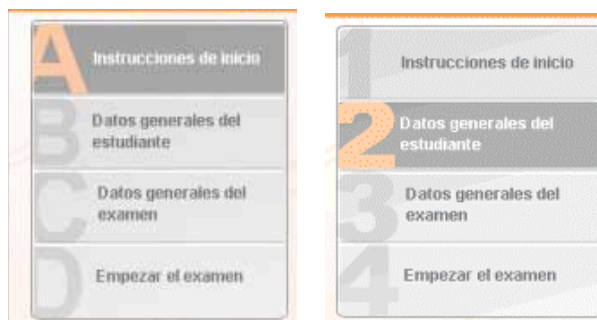 A
Instrucciones de inicio
B
Datos generales del
estudiante
C
Datos generales del
examen
D
Empezar el examen
1
Instrucciones de inicio
2
Datos generales del
estudiante
3
Datos generales del
examen
4
Empezar el examen